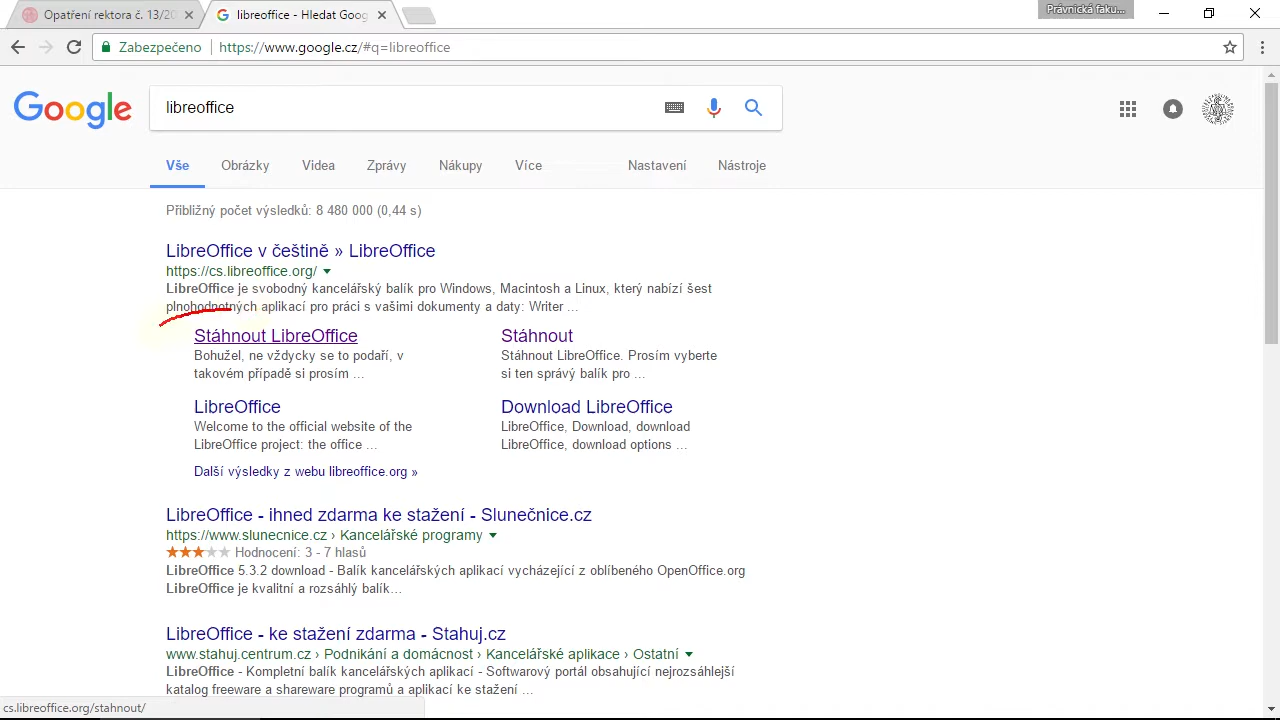 Opatření rektora č. 13/20
libreoffice - Hledat Goog
Právnická faku...
Zabezpečeno
https://www.google.cz/#q=libreoffice
Google
libreoffice
Vše
Obrázky
Videa
Zprávy
Nákupy
Více
Nastavení
Nástroje
Přibližný počet výsledků: 8 480 000 (0,44 s)
LibreOffice v češtině » LibreOffice
https://cs.libreoffice.org/
LibreOffice je svobodný kancelářský balík pro Windows, Macintosh a Linux, který nabízí šest
plnohodnetných aplikací pro práci s vašimi dokumenty a daty: Writer ...
Stáhnout LibreOffice
Bohužel, ne vždycky se to podaří, v
takovém případě si prosím ...
Stáhnout
Stáhnout LibreOffice. Prosím vyberte
si ten správný balík pro ...
LibreOffice
Welcome to the official website of the
LibreOffice project: the office ...
Download LibreOffice
LibreOffice, Download, download
LibreOffice, download options ...
Další výsledky z webu libreoffice.org »
LibreOffice - ihned zdarma ke stažení - Slunečnice.cz
https://www.slunecnice.cz › Kancelářské programy
Hodnocení: 3 - 7 hlasů
LibreOffice 5.3.2 download - Balík kancelářských aplikací vycházející z oblíbeného OpenOffice.org
LibreOffice je kvalitní a rozsáhlý balík...
LibreOffice - ke stažení zdarma - Stahuj.cz
www.stahuj.centrum.cz › Podnikání a domácnost › Kancelářské aplikace › Ostatní
LibreOffice - Kompletní balík kancelářských aplikací - Softwarový portál obsahující nejrozsáhlejší
katalog freeware a shareware programů a aplikací ke stažení ...
cs.libreoffice.org/stahnout/